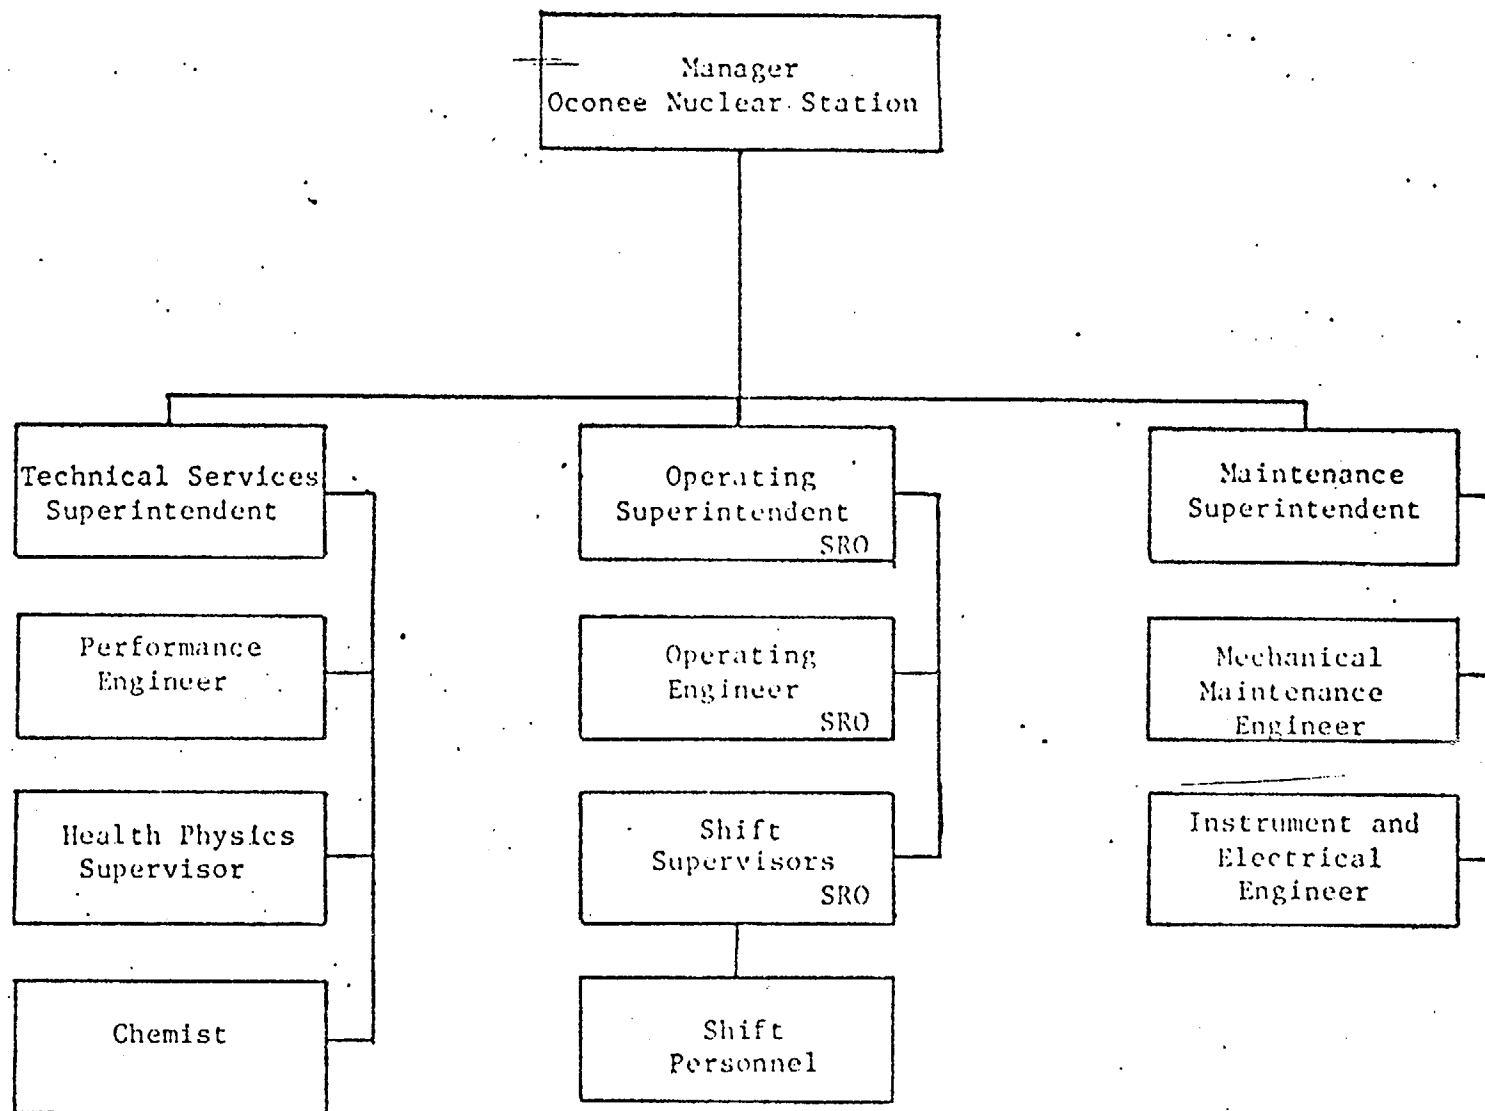 Manager
Oconee Nuclear Station
Technical Services
Superintendent
Operating
Superintendent
SRO
Maintenance
Superintendent
Performance
Engineer
Operating
Engineer
SRO
Mechanical
Maintenance
Engineer
Health Physics
Supervisor
Shift
Supervisors
SRO
Instrument and
Electrical
Engineer
Chemist
Shift
Personnel